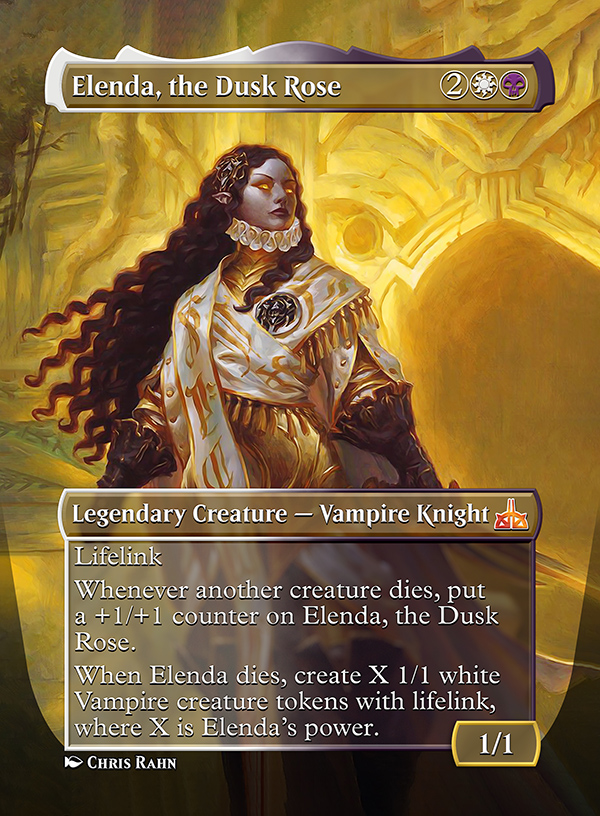 Elenda, the Dusk Rose 2
Legendary Creature — Vampire Knight
Lifelink
Whenever another creature dies, put
a +1/+1 counter on Elenda, the Dusk
Rose.
When Elenda dies, create X 1/1 white
Vampire creature tokens with lifelink,
where X is Elenda's power.
1/1
Chris Rahn